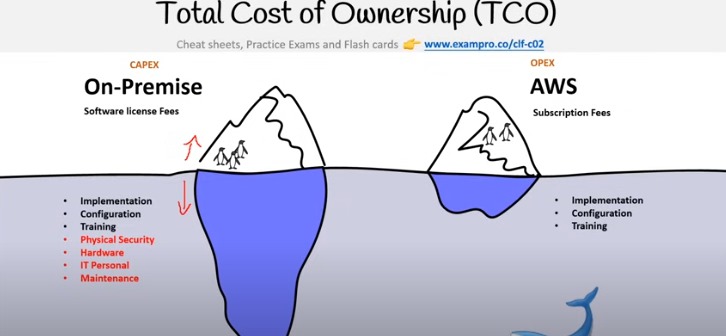 Total Cost of Ownership (TCO)
Cheat sheets, Practice Exams and Flash cards 👉 www.exampro.co/clf-c02
CAPEX
On-Premise
Software license Fees
OPEX
AWS
Subscription Fees
• Implementation
• Configuration
• Training
• Physical Security
• Hardware
• IT Personal
• Maintenance
• Implementation
• Configuration
• Training